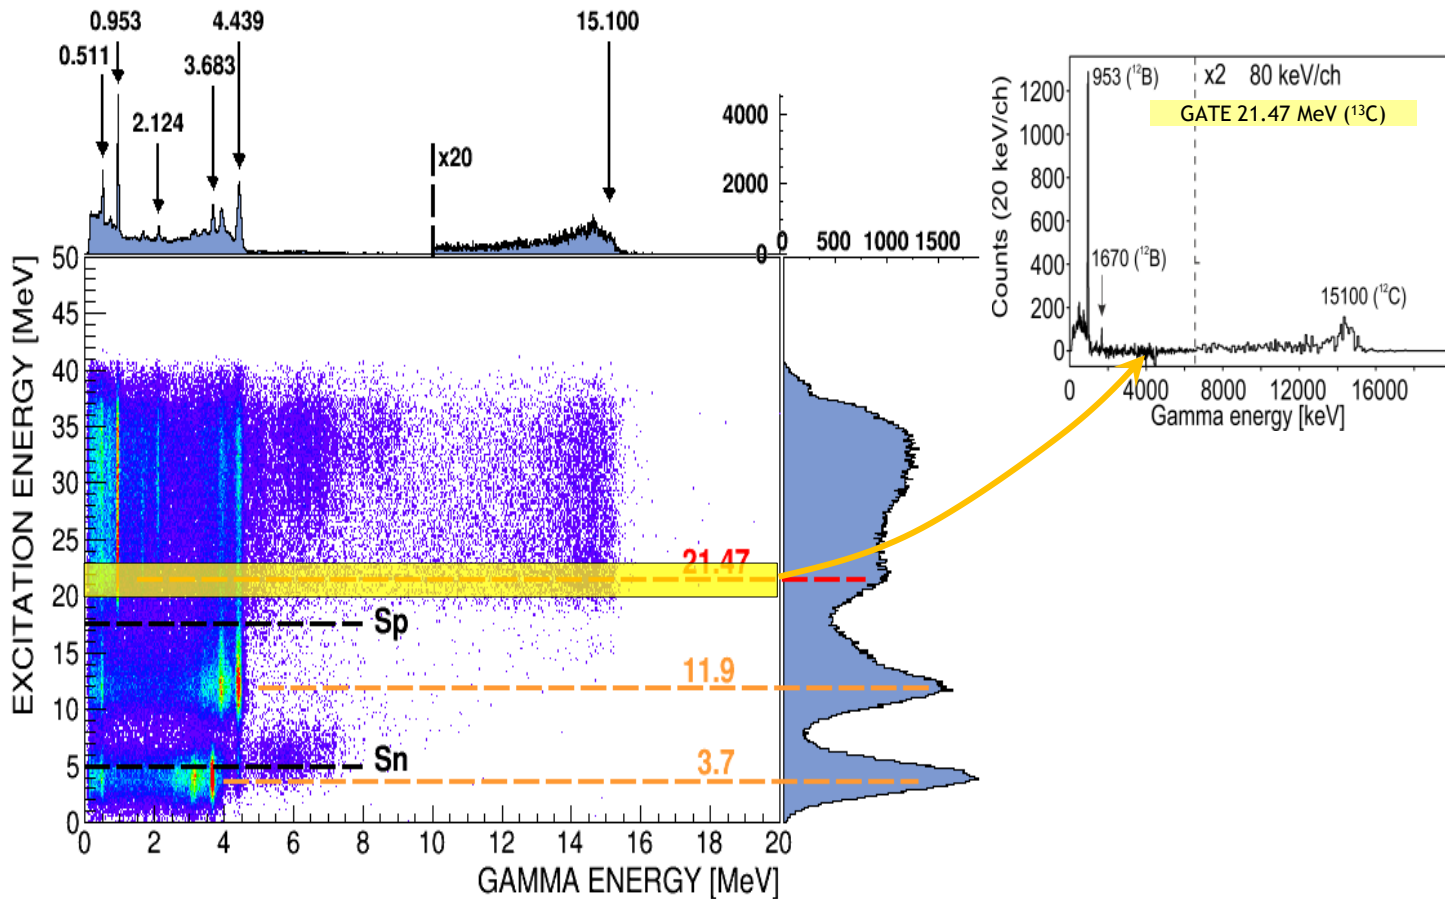 0.953
4.439
15.100
0.511
3.683
2.124
x20
4000
2000
0
0 500 1000 1500
1200
1000
800
600
400
200
0
Counts (20 keV/ch)
953 (¹²B)
x2 80 keV/ch
GATE 21.47 MeV (¹³C)
1670 (¹²B)
15100 (¹²C)
0 4000 8000 12000 16000
Gamma energy [keV]
EXCITATION ENERGY [MeV]
50
45
40
35
30
25
20
15
10
5
0
21.47
Sp
11.9
Sn
3.7
0 2 4 6 8 10 12 14 16 18 20
GAMMA ENERGY [MeV]